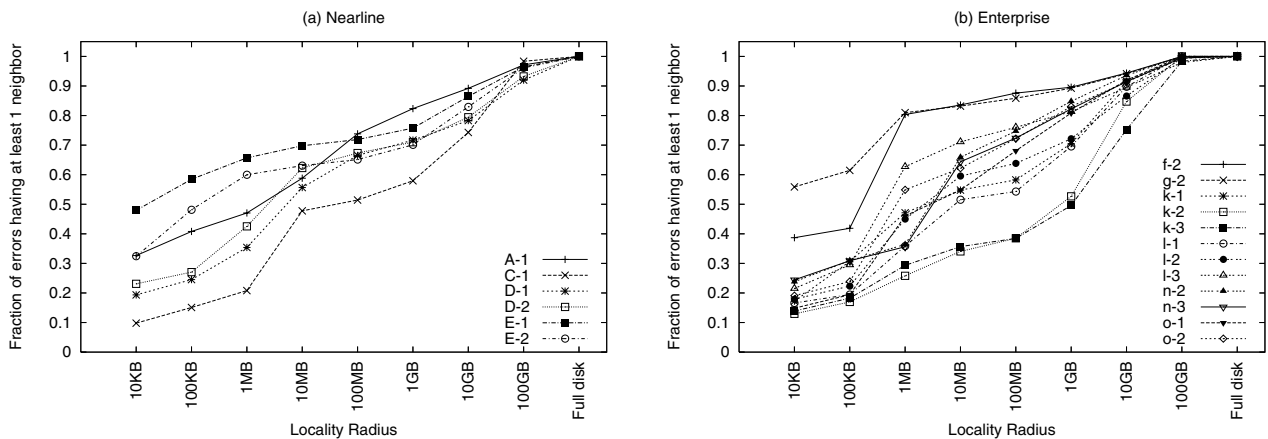 (a) Nearline
Fraction of errors having at least 1 neighbor
1
0.9
0.8
0.7
0.6
0.5
0.4
0.3
0.2
0.1
0
A-1
C-1
D-1
D-2
E-1
E-2
10KB
100KB
1MB
10MB
100MB
1GB
10GB
100GB
Full disk
Locality Radius
(b) Enterprise
Fraction of errors having at least 1 neighbor
1
0.9
0.8
0.7
0.6
0.5
0.4
0.3
0.2
0.1
0
f-2
g-2
k-1
k-2
k-3
l-1
l-2
l-3
n-2
n-3
o-1
o-2
10KB
100KB
1MB
10MB
100MB
1GB
10GB
100GB
Full disk
Locality Radius